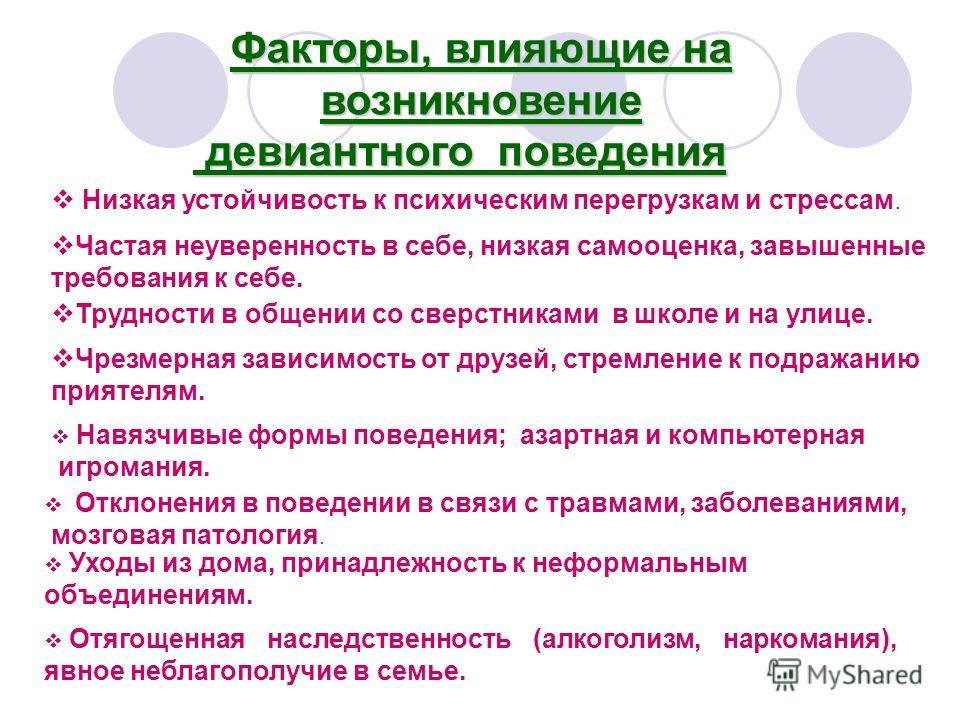 Факторы, влияющие на
возникновение
девиантного поведения
❖ Низкая устойчивость к психическим перегрузкам и стрессам.
❖Частая неуверенность в себе, низкая самооценка, завышенные
требования к себе.
❖Трудности в общении со сверстниками в школе и на улице.
❖Чрезмерная зависимость от друзей, стремление к подражанию
приятелям.
❖ Навязчивые формы поведения; азартная и компьютерная
игромания.
❖ Отклонения в поведении в связи с травмами, заболеваниями,
мозговая патология.
❖ Уходы из дома, принадлежность к неформальным
объединениям.
❖ Отягощенная наследственность (алкоголизм, наркомания),
явное неблагополучие в семье.
MyShared